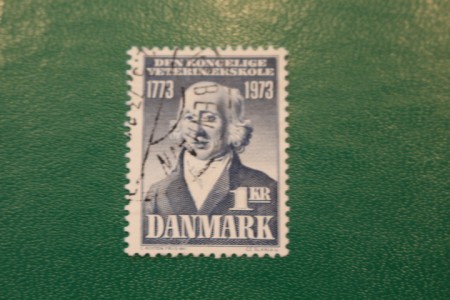 DEN KONGELIGE
VETERINÆRSKOLE
1773 1973
1 KR
DANMARK